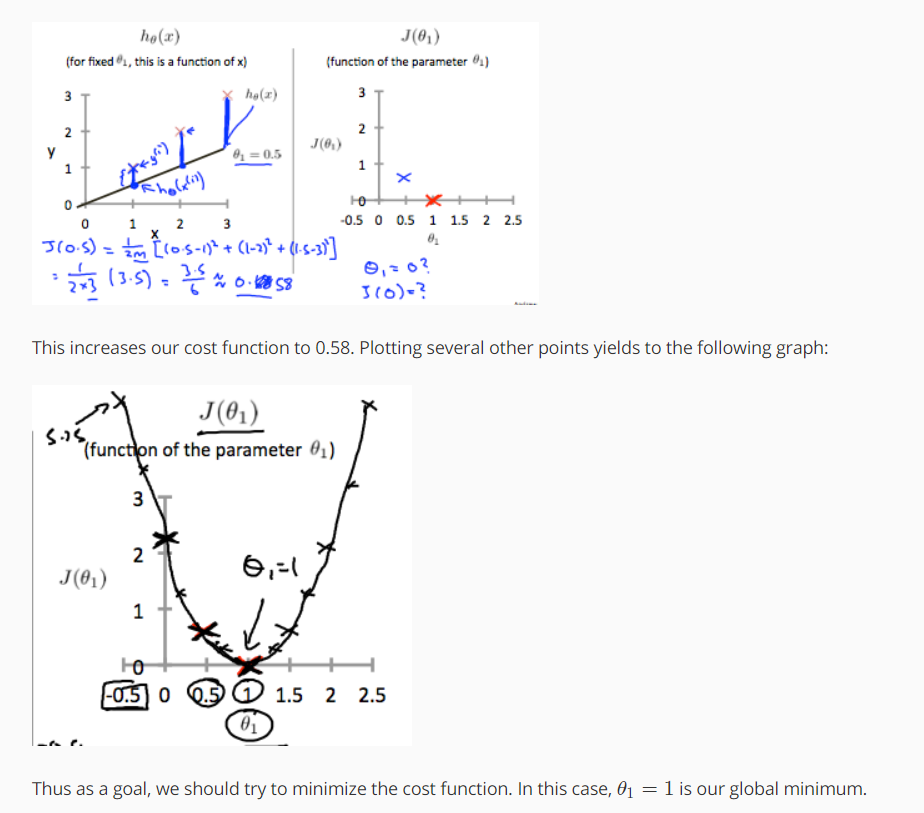 hθ(x)
(for fixed θ1, this is a function of x)
3
2
y
1
0
0 1 2 3
x
hθ(x)
θ1 = 0.5
y(i)
hθ(x(i))
J(0.5) = 1/2m [(0.5-1)² + (1-2)² + (1.5-3)²]
= 1/2×3 (3.5) = 3.5/6 ≈ 0.58
J(θ1)
(function of the parameter θ1)
3
2
J(θ1)
1
0
-0.5 0 0.5 1 1.5 2 2.5
θ1
θ1 = 0?
J(0) = ?
This increases our cost function to 0.58. Plotting several other points yields to the following graph:
J(θ1)
5.25
(function of the parameter θ1)
3
2
θ1=1
J(θ1)
1
0
-0.5 0 0.5 1 1.5 2 2.5
θ1
Thus as a goal, we should try to minimize the cost function. In this case, θ1 = 1 is our global minimum.